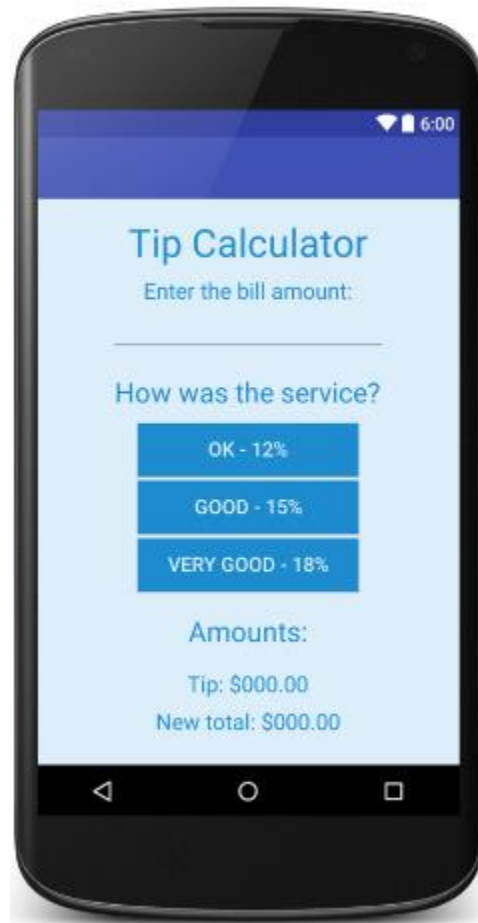 6:00
Tip Calculator
Enter the bill amount:
How was the service?
OK - 12%
GOOD - 15%
VERY GOOD - 18%
Amounts:
Tip: $000.00
New total: $000.00